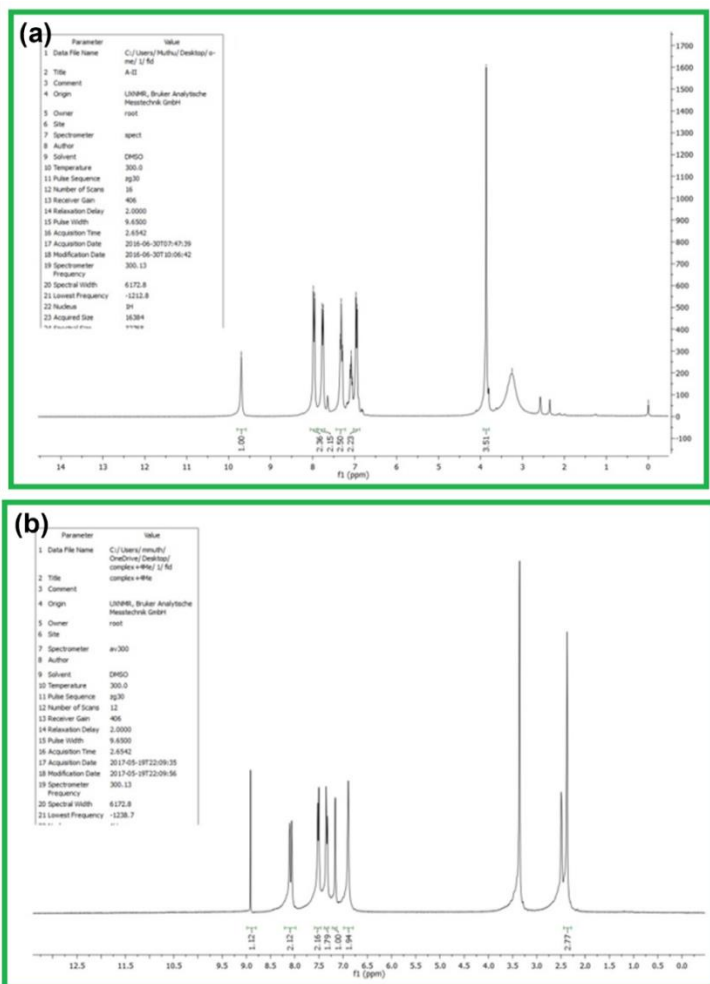 (a)
Parameter Value
1 Data File Name C:/ Users/ Muthu/ Desktop/ o-
me/ 1/ fid
2 Title A-II
3 Comment
4 Origin UXNMR, Bruker Analytische
Messtechnik GmbH
5 Owner root
6 Site
7 Spectrometer spect
8 Author
9 Solvent DMSO
10 Temperature 300.0
11 Pulse Sequence zg30
12 Number of Scans 16
13 Receiver Gain 406
14 Relaxation Delay 2.0000
15 Pulse Width 9.6500
16 Acquisition Time 2.6542
17 Acquisition Date 2016-06-30T07:47:39
18 Modification Date 2016-06-30T10:06:42
19 Spectrometer 300.13
Frequency
20 Spectral Width 6172.8
21 Lowest Frequency -1212.8
22 Nucleus 1H
23 Acquired Size 16384
1700
1600
1500
1400
1300
1200
1100
1000
900
800
700
600
500
400
300
200
100
0
-100
1.00 2.36 2.15 2.50 2.23 3.51
14 13 12 11 10 9 8 7 6 5 4 3 2 1 0
f1 (ppm)
(b)
Parameter Value
1 Data File Name C:/ Users/ mmuth/
OneDrive/ Desktop/
complex »4Me/ 1/ fid
2 Title complex »4Me
3 Comment
4 Origin UXNMR, Bruker Analytische
Messtechnik GmbH
5 Owner root
6 Site
7 Spectrometer av300
8 Author
9 Solvent DMSO
10 Temperature 300.0
11 Pulse Sequence zg30
12 Number of Scans 12
13 Receiver Gain 406
14 Relaxation Delay 2.0000
15 Pulse Width 9.6500
16 Acquisition Time 2.6542
17 Acquisition Date 2017-05-19T22:09:35
18 Modification Date 2017-05-19T22:09:56
19 Spectrometer 300.13
Frequency
20 Spectral Width 6172.8
21 Lowest Frequency -1238.7
1.12 2.12 2.16 1.79 1.00 1.94 2.77
12.5 11.5 10.5 9.5 9.0 8.5 8.0 7.5 7.0 6.5 6.0 5.5 5.0 4.5 4.0 3.5 3.0 2.5 2.0 1.5 1.0 0.5 0.0
f1 (ppm)